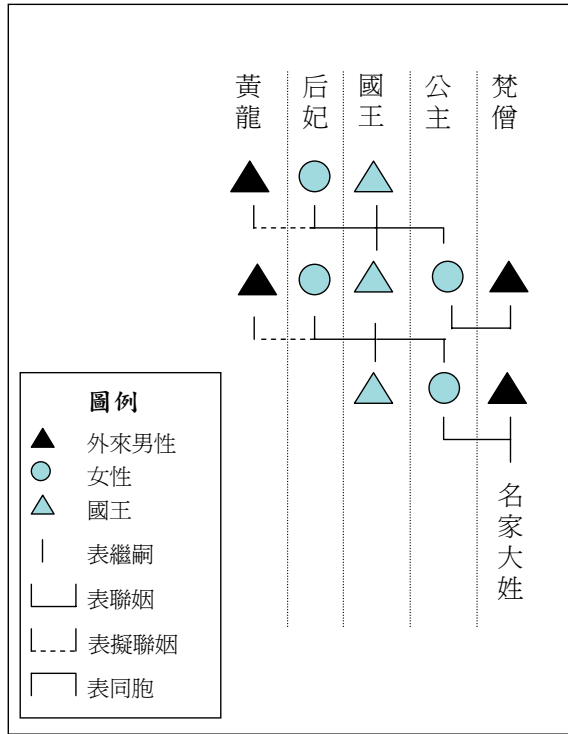 黃龍
后妃
國王
公主
梵僧
名家大姓
圖例
外來男性
女性
國王
表繼嗣
表聯姻
表擬聯姻
表同胞